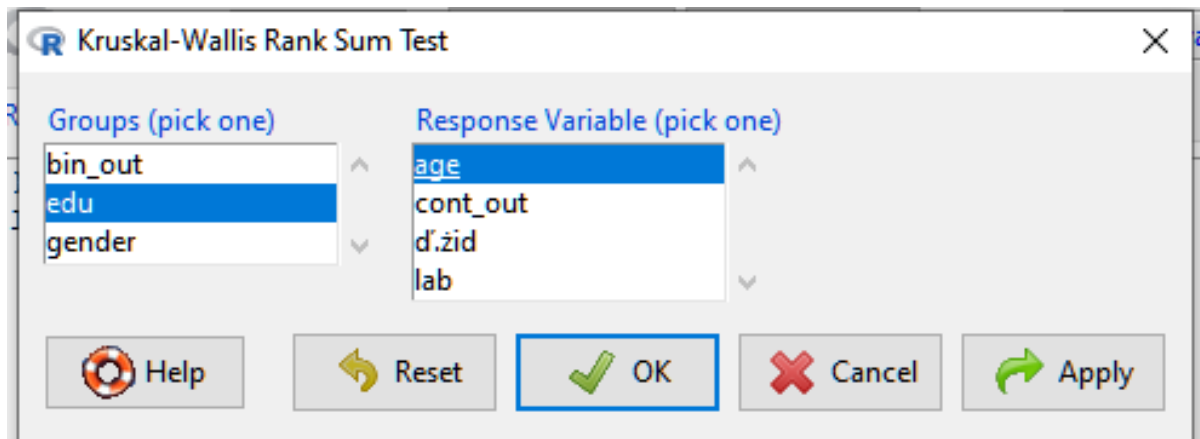 Kruskal-Wallis Rank Sum Test
Groups (pick one)
Response Variable (pick one)
bin_out
edu
gender
age
cont_out
ď.żid
lab
Help
Reset
OK
Cancel
Apply